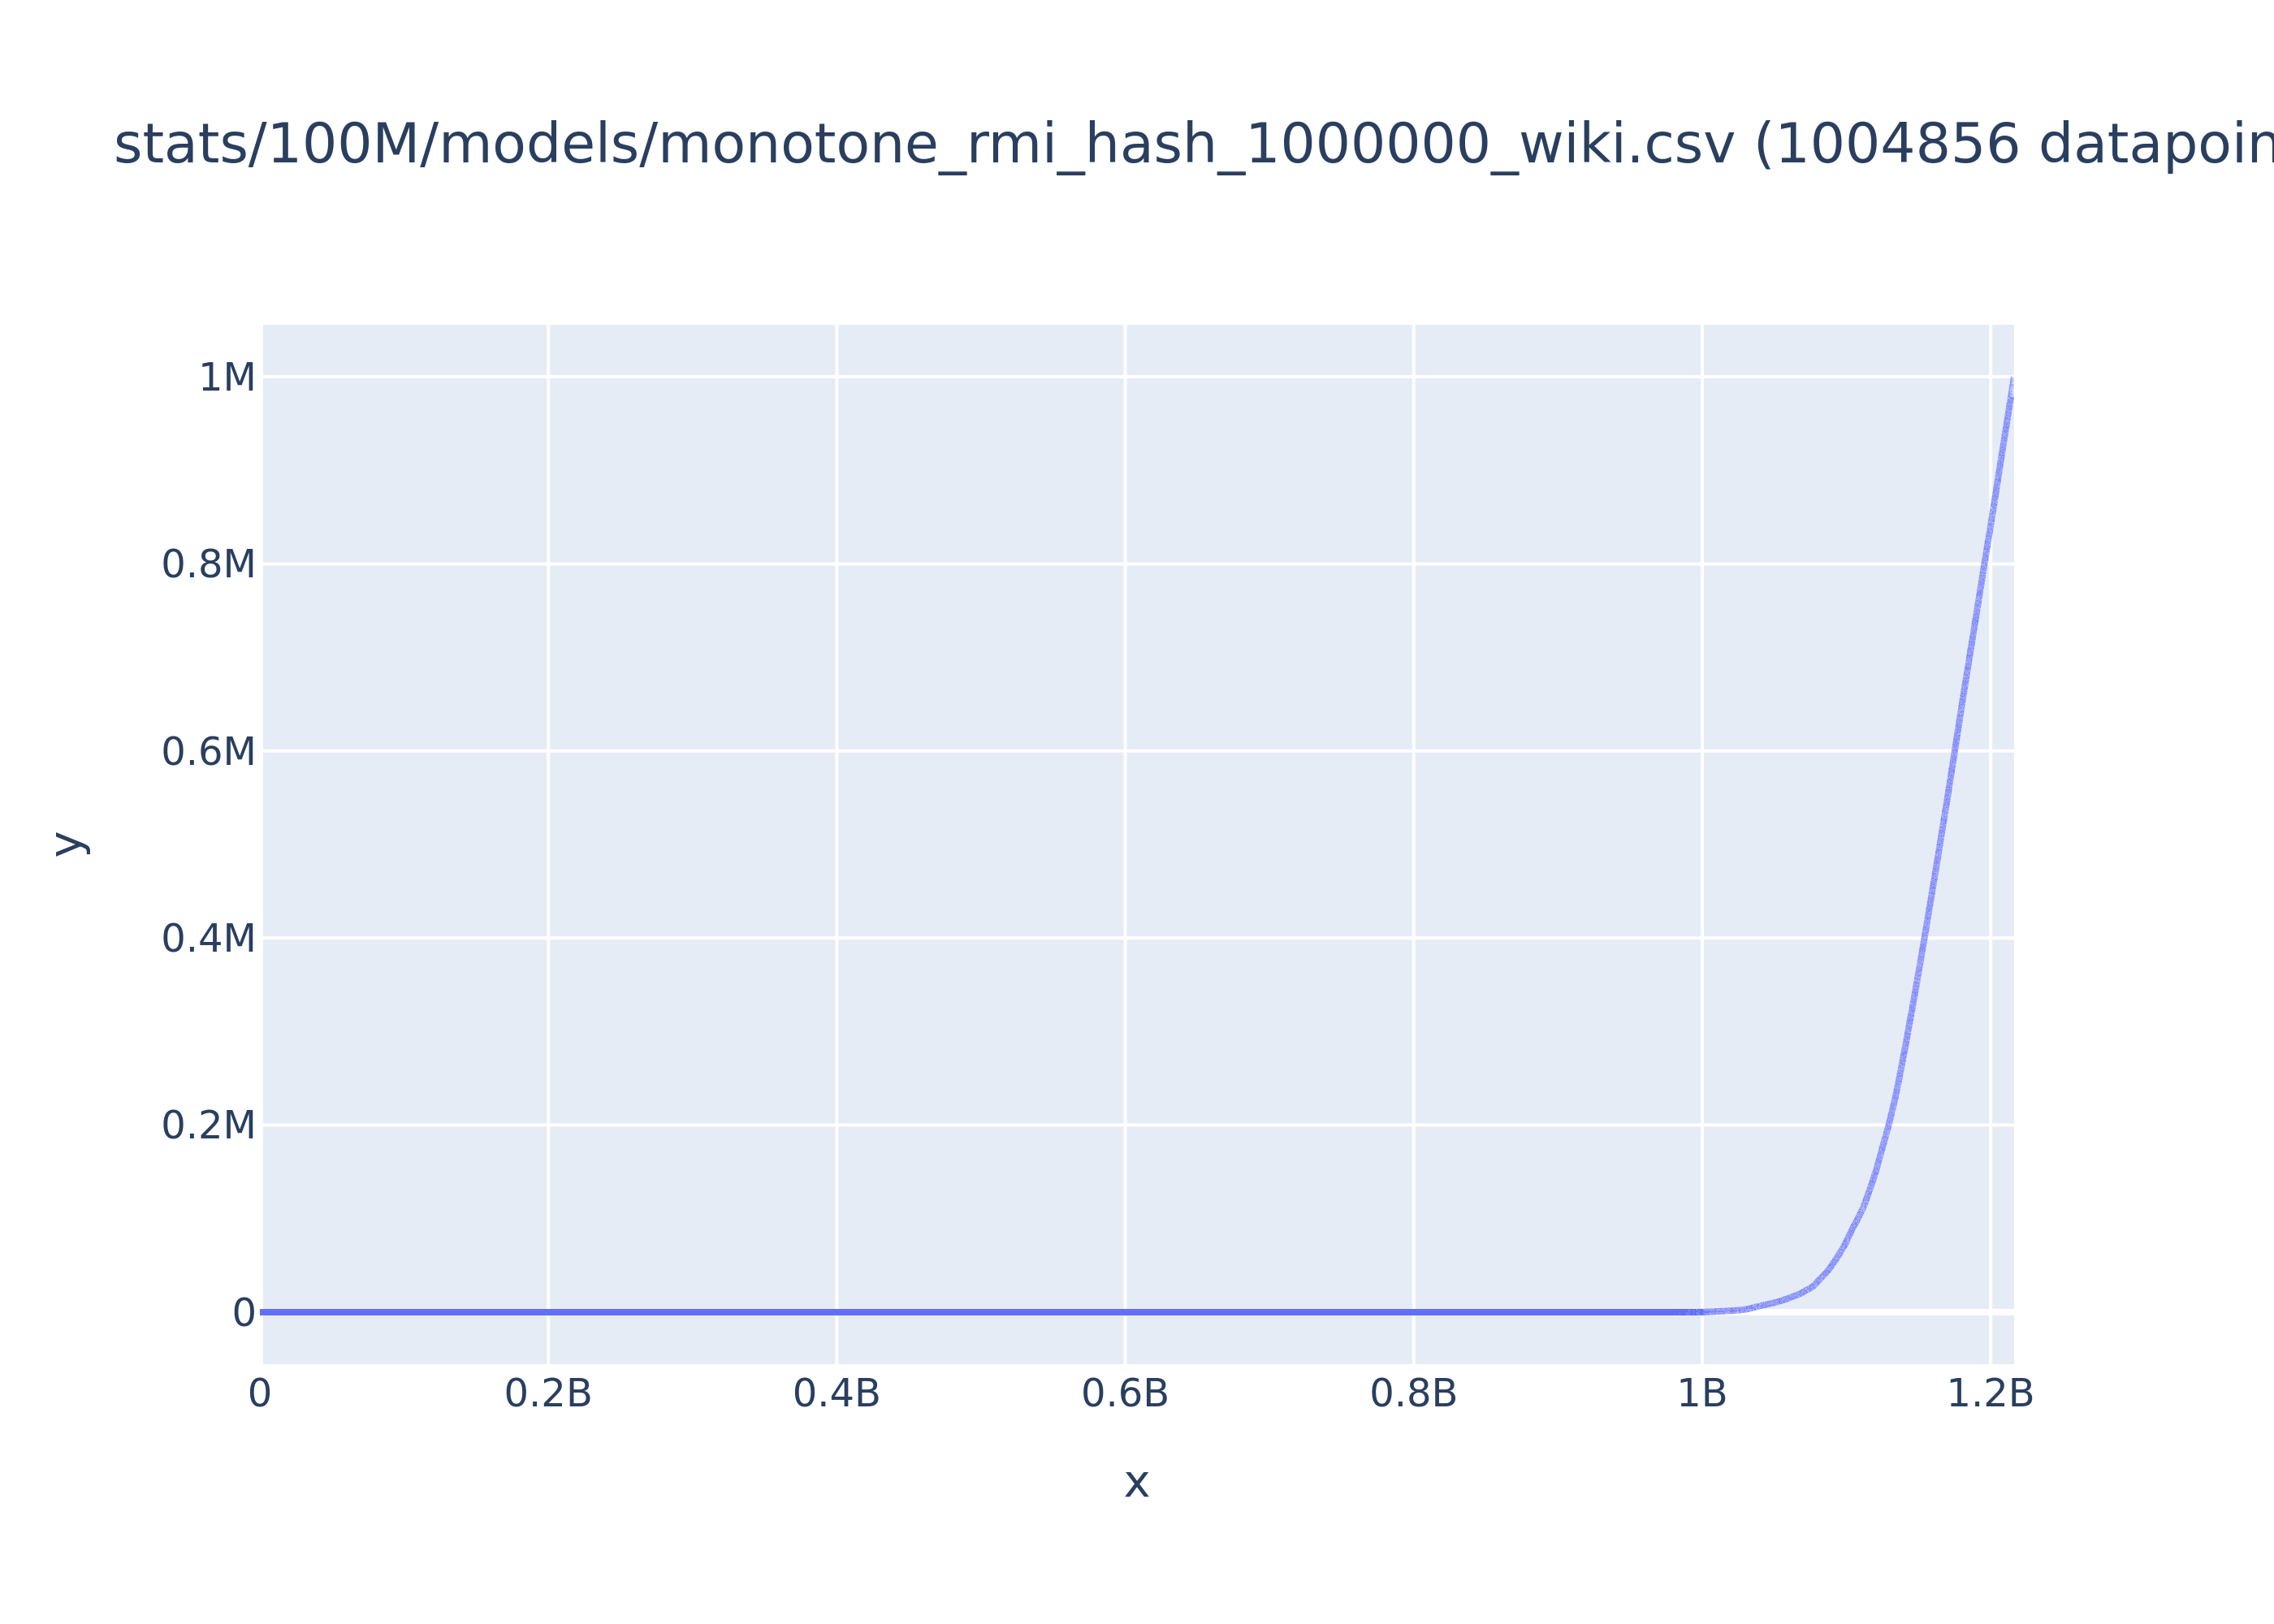 stats/100M/models/monotone_rmi_hash_1000000_wiki.csv (1004856
1M
0.8M
0.6M
0.4M
0.2M
0
y
0 0.2B 0.4B 0.6B 0.8B 1B 1.2B
x